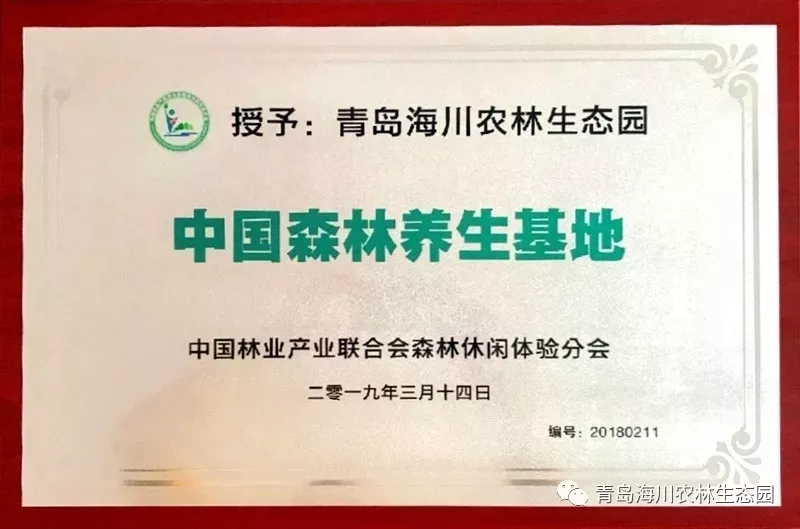 授予：青岛海川农林生态园
中国森林养生基地
中国林业产业联合会森林休闲体验分会
二零一九年三月十四日
编号：20180211
青岛海川农林生态园